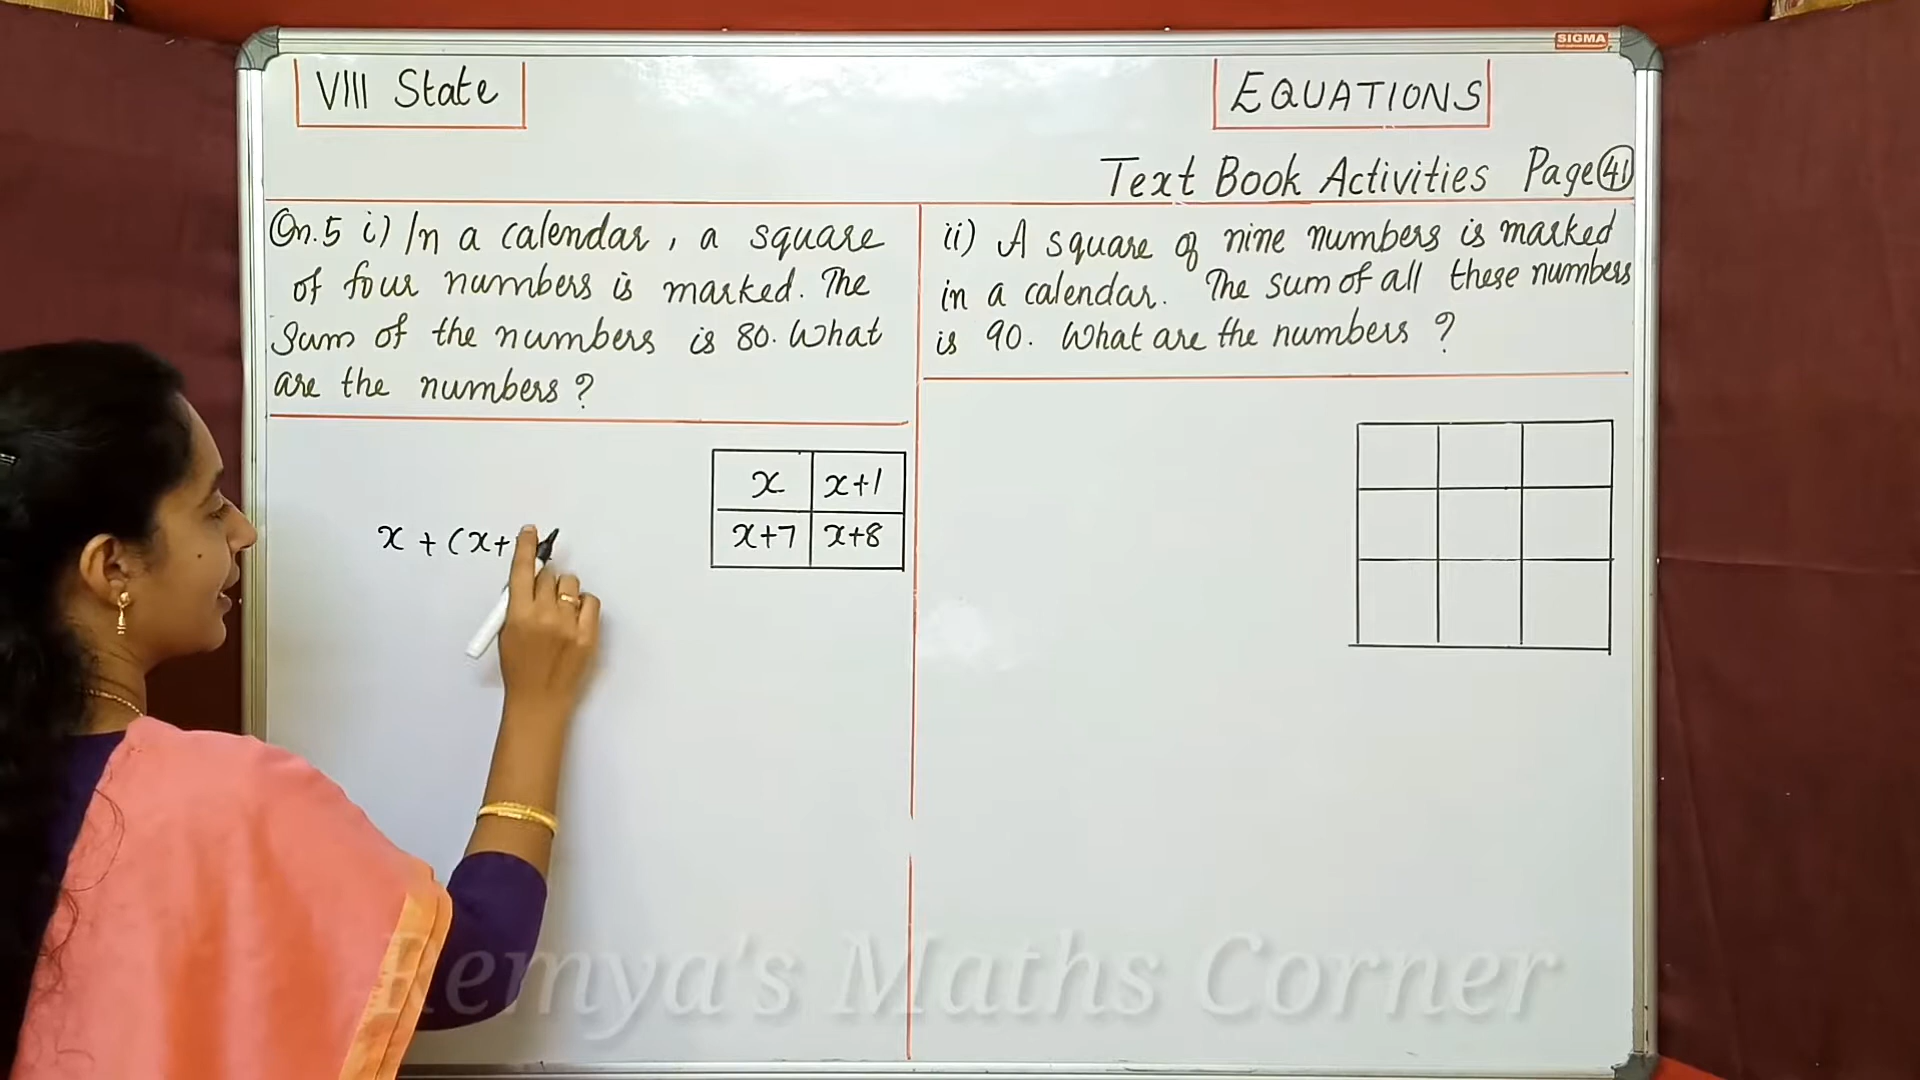 SIGMA
VIII State
EQUATIONS
Text Book Activities Page 41
Qn.5 i) In a calendar, a square
of four numbers is marked. The
Sum of the numbers is 80. What
are the numbers?
x x+1
x+7 x+8
x + (x+
ii) A square of nine numbers is marked
in a calendar. The sum of all these numbers
is 90. What are the numbers?
Remya's Maths Corner